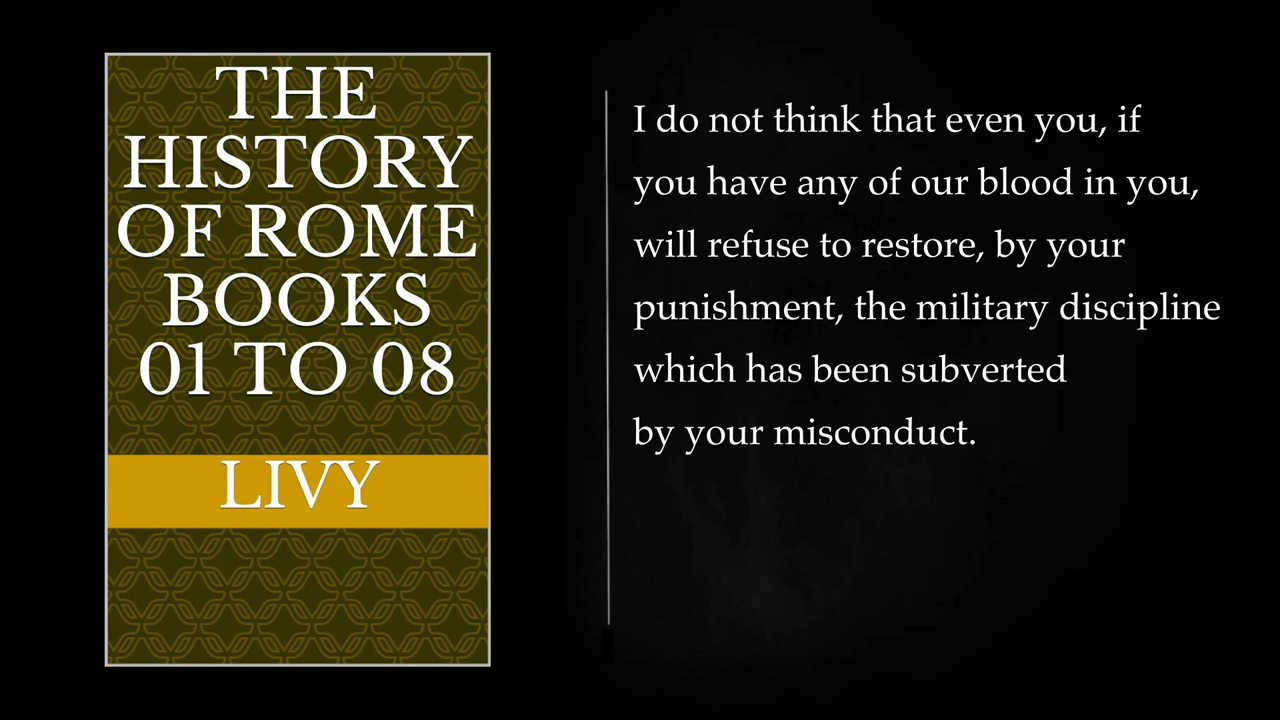 THE
HISTORY
OF ROME
BOOKS
01 TO 08
LIVY
I do not think that even you, if
you have any of our blood in you,
will refuse to restore, by your
punishment, the military discipline
which has been subverted
by your misconduct.